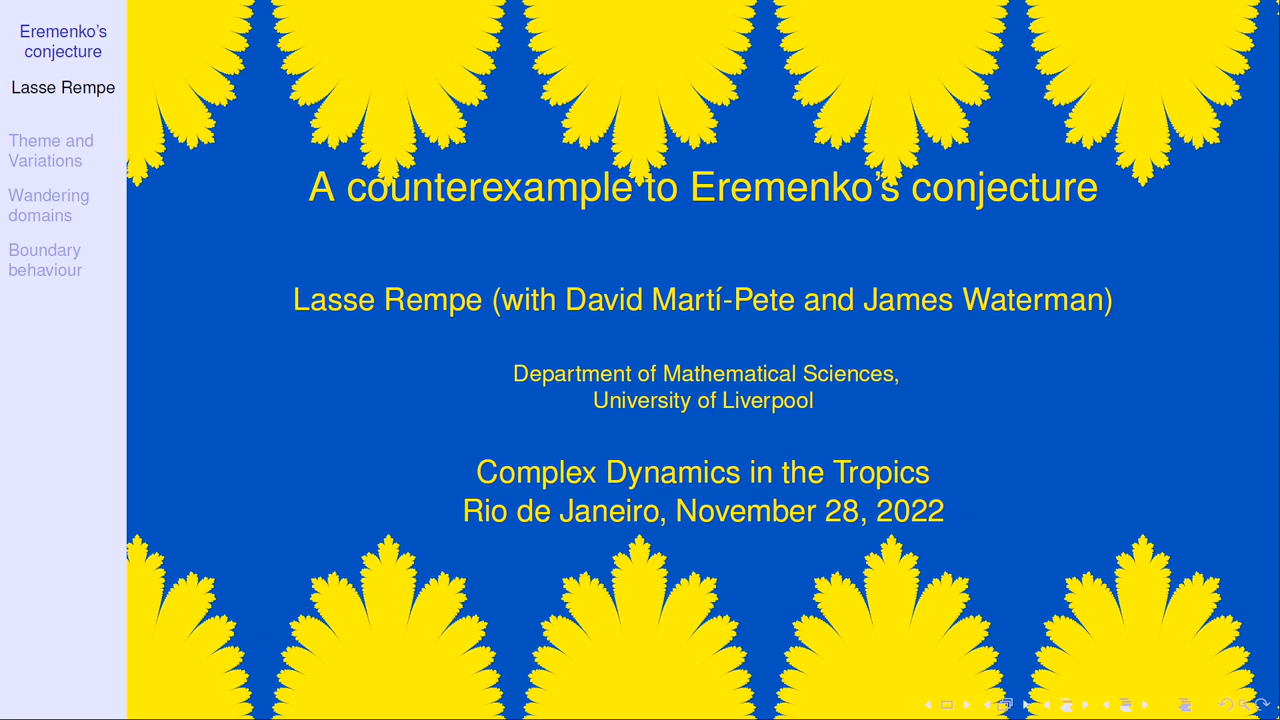 Eremenko's
conjecture
Lasse Rempe
Theme and
Variations
Wandering
domains
Boundary
behaviour
A counterexample to Eremenko's conjecture
Lasse Rempe (with David Martí-Pete and James Waterman)
Department of Mathematical Sciences,
University of Liverpool
Complex Dynamics in the Tropics
Rio de Janeiro, November 28, 2022